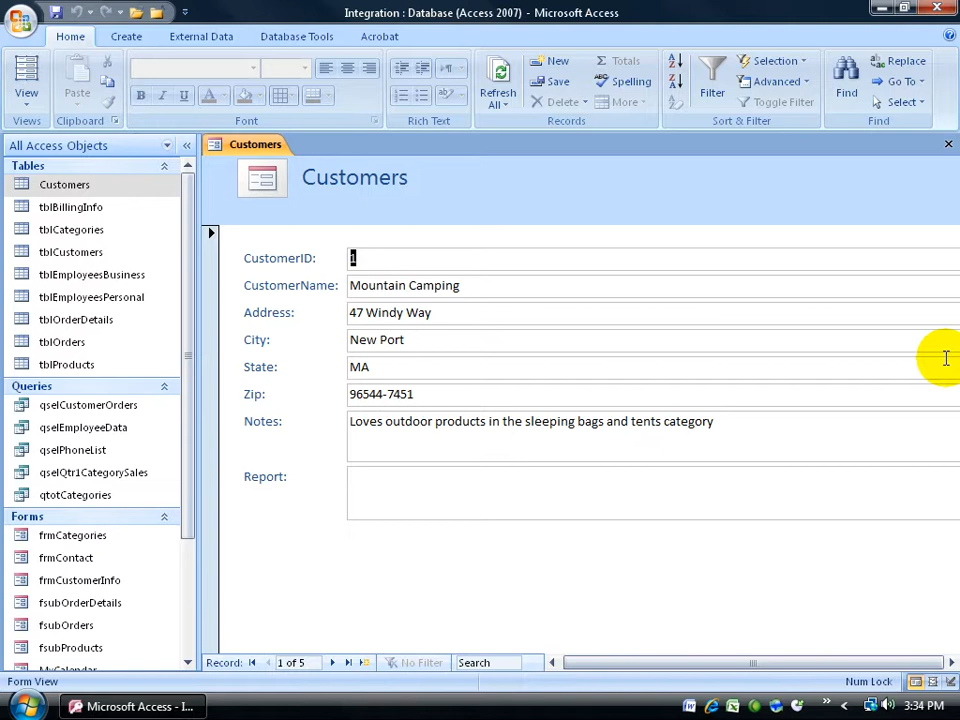 Integration : Database (Access 2007) - Microsoft Access
Home Create External Data Database Tools Acrobat
View
Views
Paste
Clipboard
Font
Rich Text
Refresh All
New
Save
Delete
Totals
Spelling
More
Records
Filter
Selection
Advanced
Toggle Filter
Sort & Filter
Find
Replace
Go To
Select
Find
All Access Objects
Tables
Customers
tblBillingInfo
tblCategories
tblCustomers
tblEmployeesBusiness
tblEmployeesPersonal
tblOrderDetails
tblOrders
tblProducts
Queries
qselCustomerOrders
qselEmployeeData
qselPhoneList
qselQtr1CategorySales
qtotCategories
Forms
frmCategories
frmContact
frmCustomerInfo
fsubOrderDetails
fsubOrders
fsubProducts
MyCalendar
Customers
Customers
CustomerID: 1
CustomerName: Mountain Camping
Address: 47 Windy Way
City: New Port
State: MA
Zip: 96544-7451
Notes: Loves outdoor products in the sleeping bags and tents category
Report:
Record: 1 of 5 No Filter Search
Form View Num Lock
Microsoft Access - I... 3:34 PM